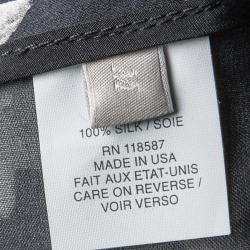 100% SILK / SOIE
RN 118587
MADE IN USA
FAIT AUX ETAT-UNIS
CARE ON REVERSE /
VOIR VERSO